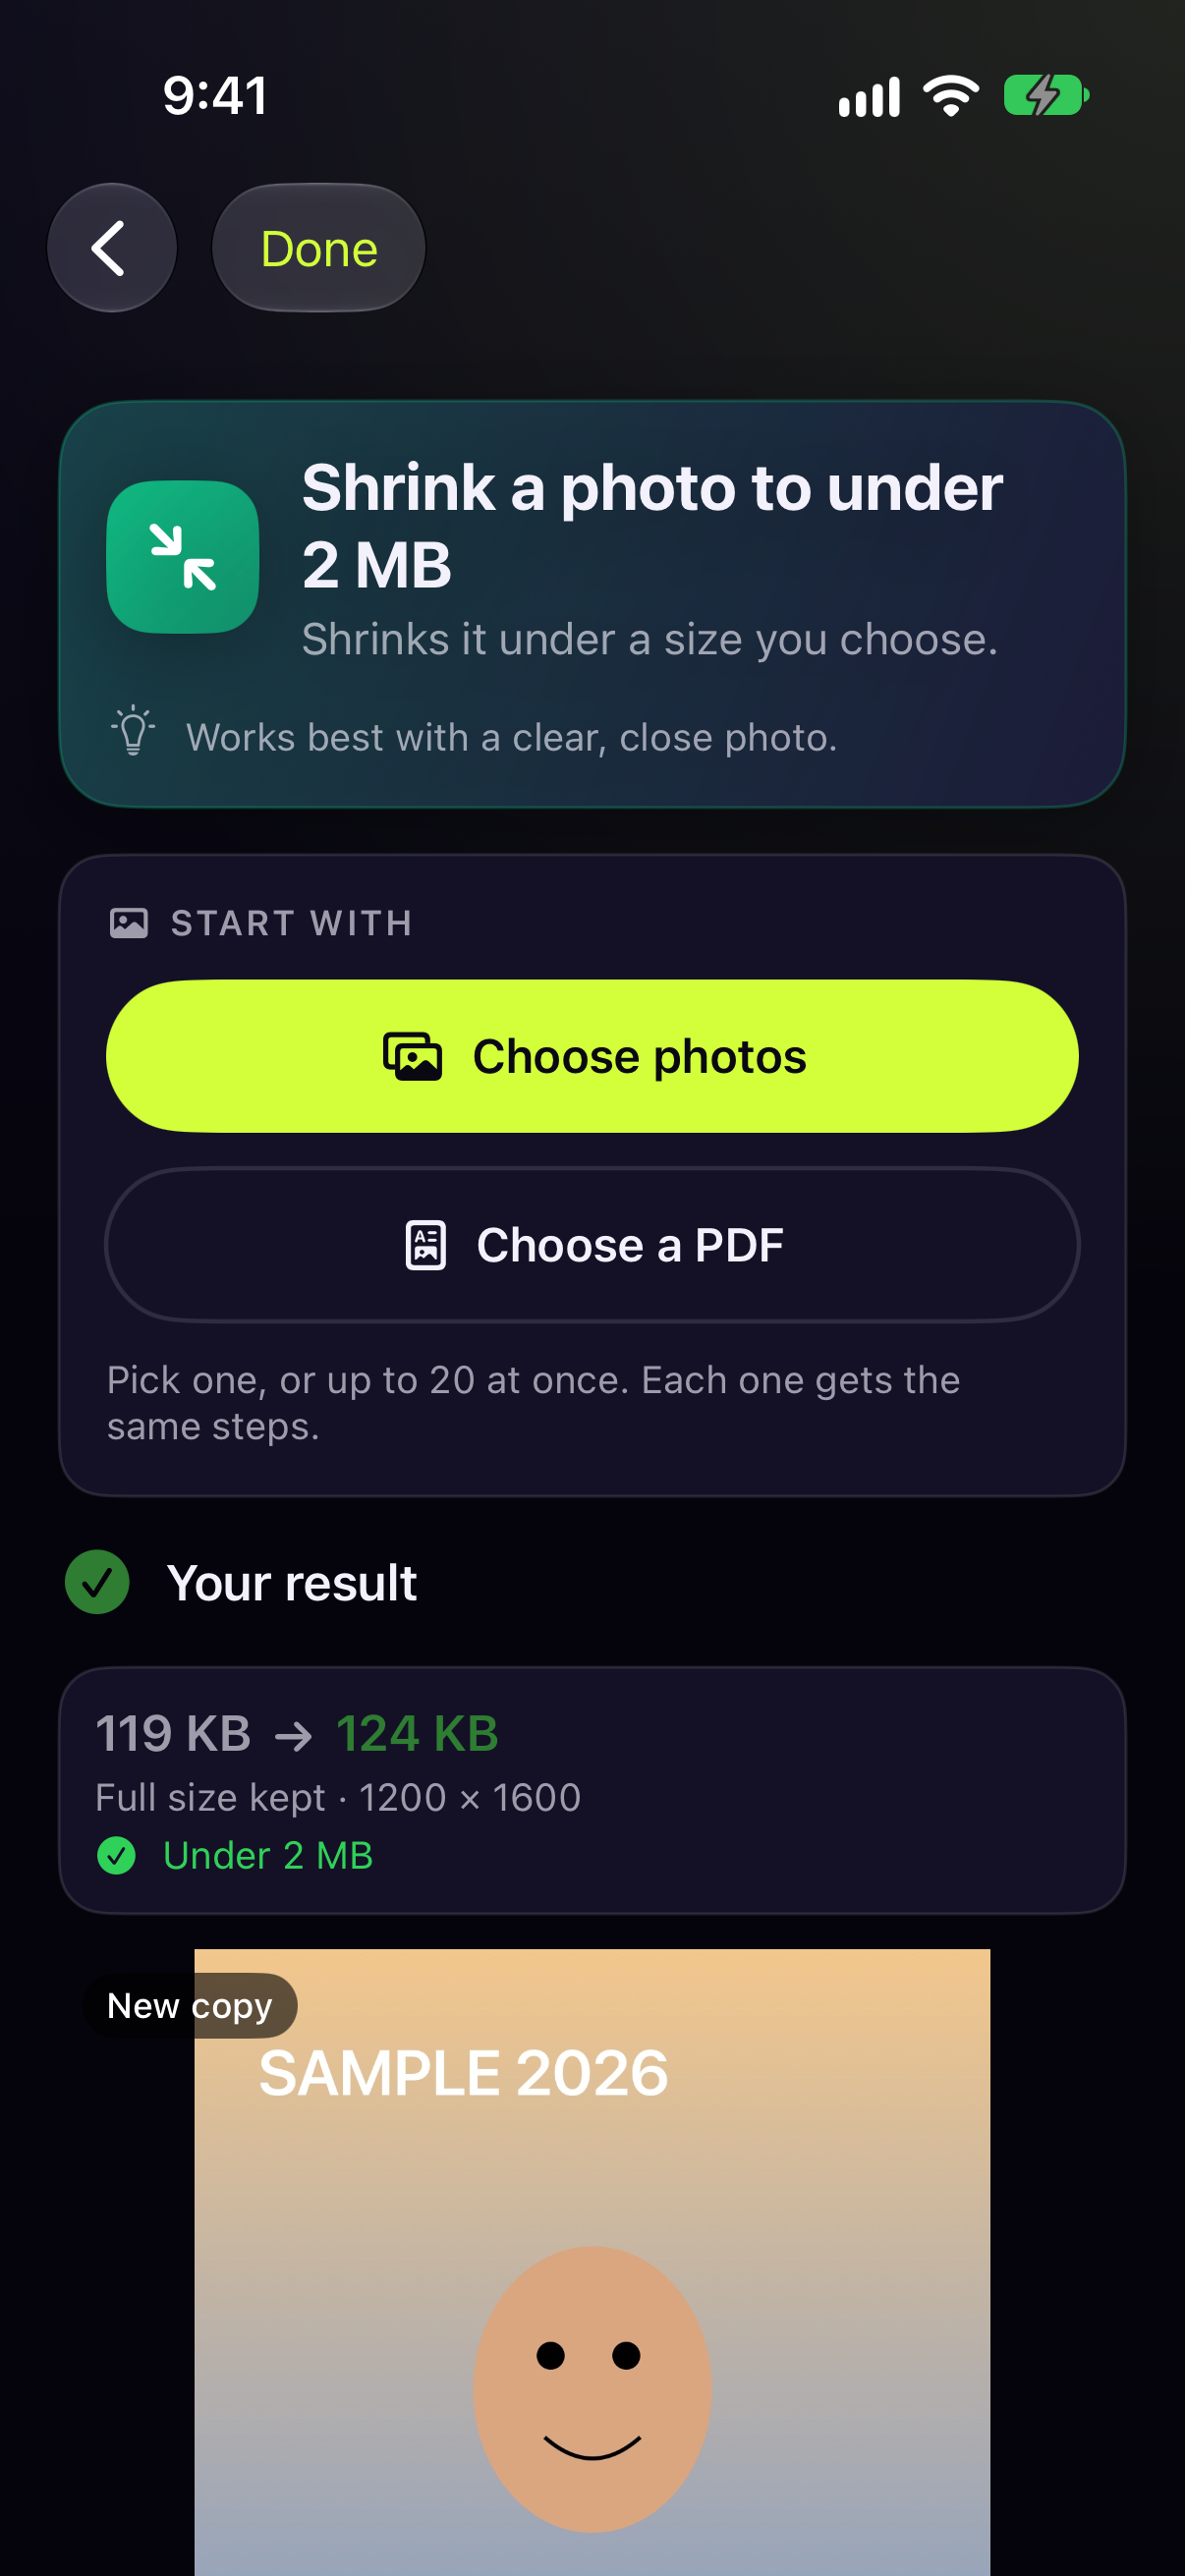 9:41
Done
Shrink a photo to under
2 MB
Shrinks it under a size you choose.
Works best with a clear, close photo.
START WITH
Choose photos
Choose a PDF
Pick one, or up to 20 at once. Each one gets the
same steps.
Your result
119 KB → 124 KB
Full size kept · 1200 × 1600
Under 2 MB
New copy
SAMPLE 2026